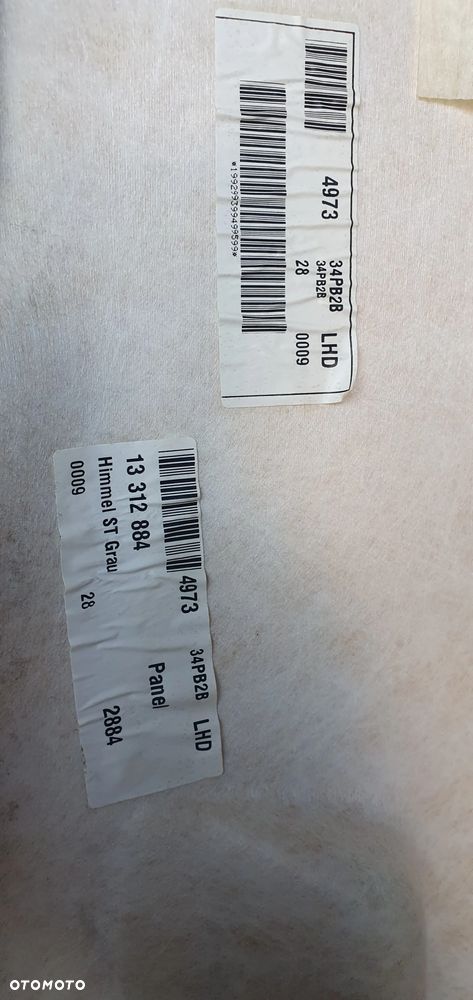 4973
34PB2B
34PB2B
LHD
28
0009
*1992993994995990*
4973
34PB2B
LHD
13 312 884
Panel
Himmel ST Grau
28
2884
0009
OTOMOTO